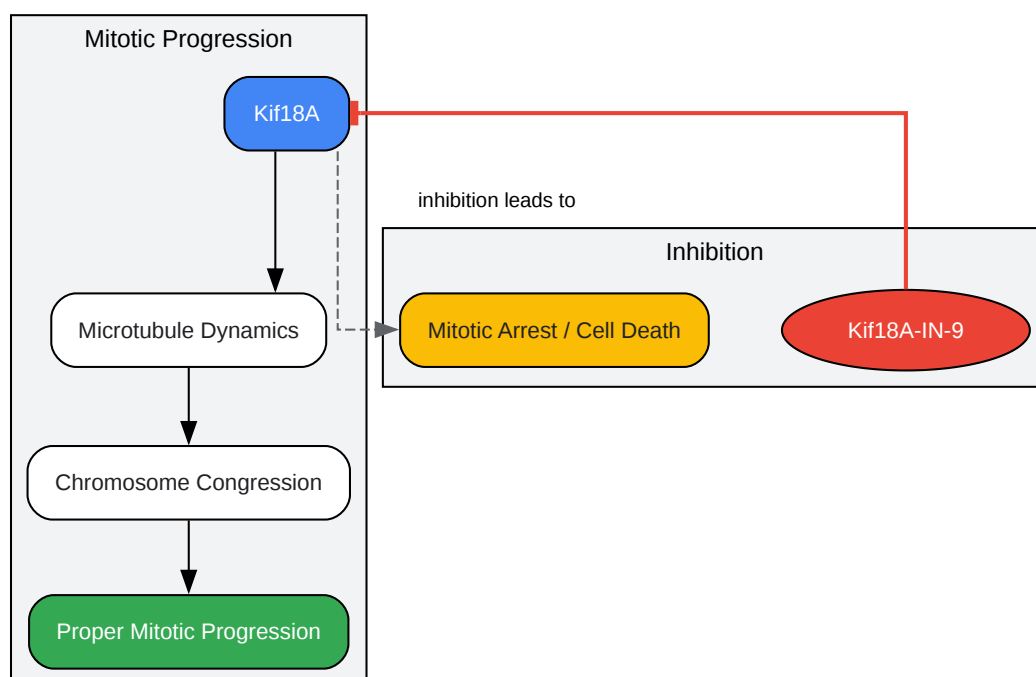 Mitotic Progression
Kif18A
inhibition leads to
Inhibition
Microtubule Dynamics
Mitotic Arrest / Cell Death
Kif18A-IN-9
Chromosome Congression
Proper Mitotic Progression